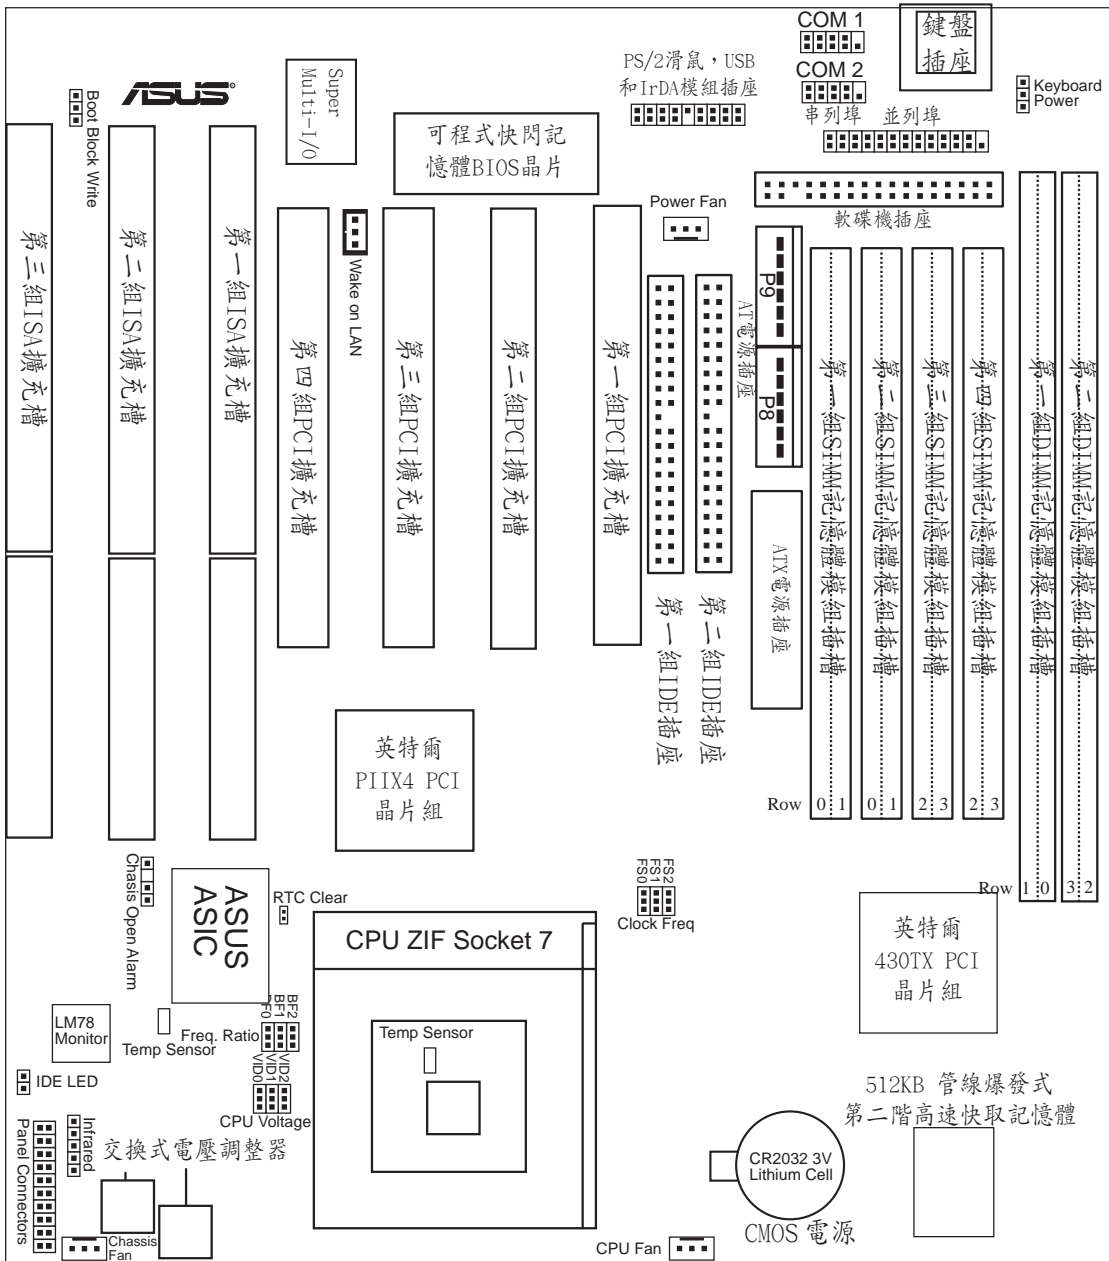 COM 1
鍵盤
插座
PS/2滑鼠，USB
和IrDA模組插座
COM 2
串列埠
並列埠
Keyboard
Power
ASUS
Boot Block Write
Super
Multi-I/O
可程式快閃記
憶體BIOS晶片
Power Fan
軟碟機插座
第三組ISA擴充槽
第二組ISA擴充槽
第一組ISA擴充槽
第四組PCI擴充槽
Wake on LAN
第三組PCI擴充槽
第二組PCI擴充槽
第一組PCI擴充槽
第一組IDE插座
第二組IDE插座
AT電源插座
P9
P8
ATX電源插座
第一組SIMM記憶體模組插槽
第二組SIMM記憶體模組插槽
第三組SIMM記憶體模組插槽
第四組SIMM記憶體模組插槽
第一組DIMM記憶體模組插槽
第二組DIMM記憶體模組插槽
Row 0 1 0 1 2 3 2 3
Row 1 0 3 2
英特爾
PIIX4 PCI
晶片組
Chasis Open Alarm
ASUS
ASIC
RTC Clear
FS0
FS1
FS2
Clock Freq
CPU ZIF Socket 7
英特爾
430TX PCI
晶片組
LM78
Monitor
Temp Sensor
Freq. Ratio
BF0
BF1
BF2
VID0
VID1
VID2
CPU Voltage
Temp Sensor
IDE LED
Panel Connectors
Infrared
交換式電壓調整器
Chassis
Fan
CPU Fan
CR2032 3V
Lithium Cell
CMOS 電源
512KB 管線爆發式
第二階高速快取記憶體